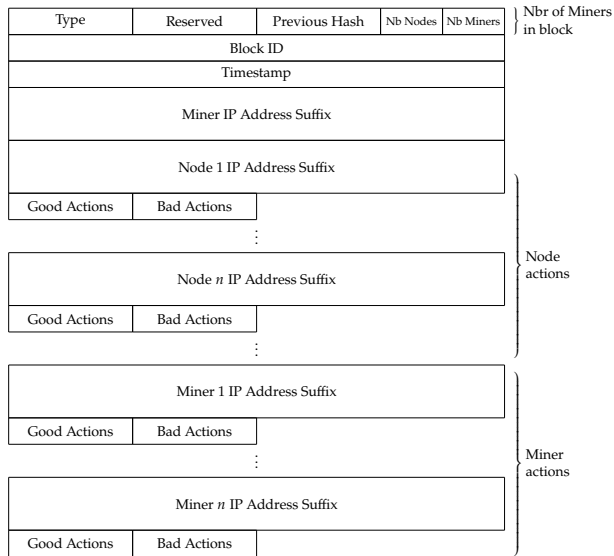 Type Reserved Previous Hash Nb Nodes Nb Miners Nbr of Miners
in block
Block ID
Timestamp
Miner IP Address Suffix
Node 1 IP Address Suffix
Good Actions Bad Actions
⋮
Node
actions
Node n IP Address Suffix
Good Actions Bad Actions
⋮
Miner 1 IP Address Suffix
Good Actions Bad Actions
⋮
Miner
actions
Miner n IP Address Suffix
Good Actions Bad Actions